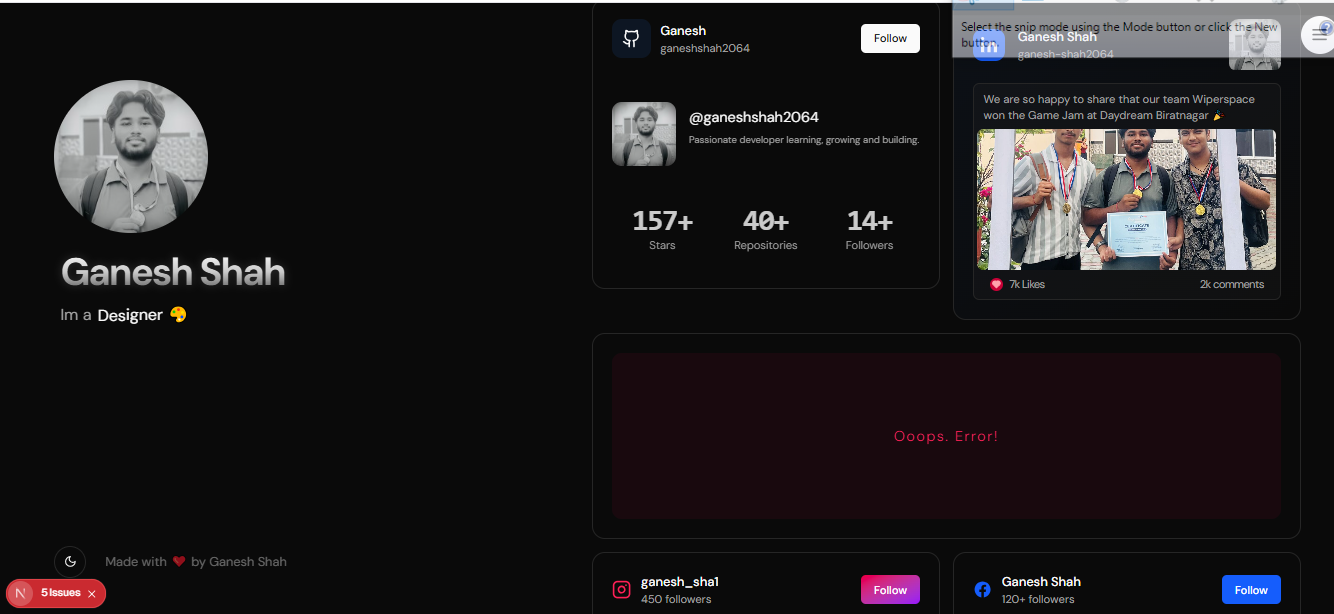 Ganesh Shah
Im a Designer 🎨
Made with ❤️ by Ganesh Shah
N 5 Issues ×
Ganesh
ganeshshah2064
Follow
@ganeshshah2064
Passionate developer learning, growing and building.
157+ 40+ 14+
Stars Repositories Followers
Select the snip mode using the Mode button or click the New
button.
in
Ganesh Shah
ganesh-shah2064
We are so happy to share that our team Wiperspace
won the Game Jam at Daydream Biratnagar 🎉
7k Likes 2k comments
Ooops. Error!
ganesh_sha1
450 followers
Follow
Ganesh Shah
120+ followers
Follow